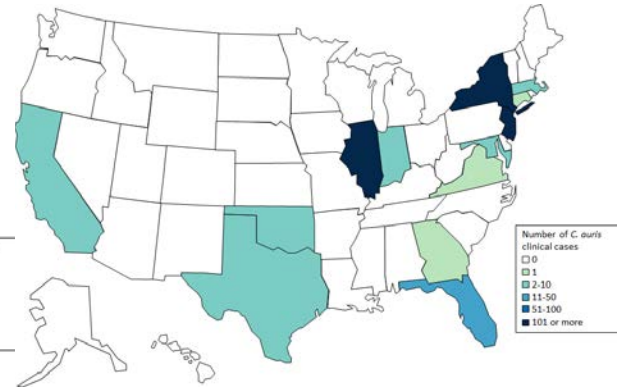 Number of C. auris
clinical cases
0
1
2-10
11-50
51-100
101 or more